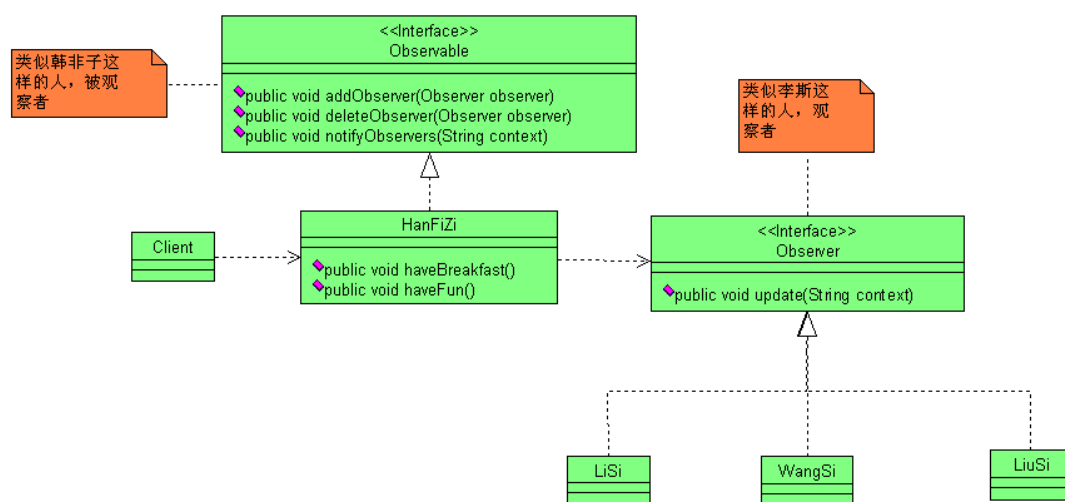 <<Interface>>
Observable
public void addObserver(Observer observer)
public void deleteObserver(Observer observer)
public void notifyObservers(String context)
类似韩非子这
样的人，被观
察者
类似李斯这
样的人，观
察者
Client
HanFiZi
public void haveBreakfast()
public void haveFun()
<<Interface>>
Observer
public void update(String context)
LiSi
WangSi
LiuSi